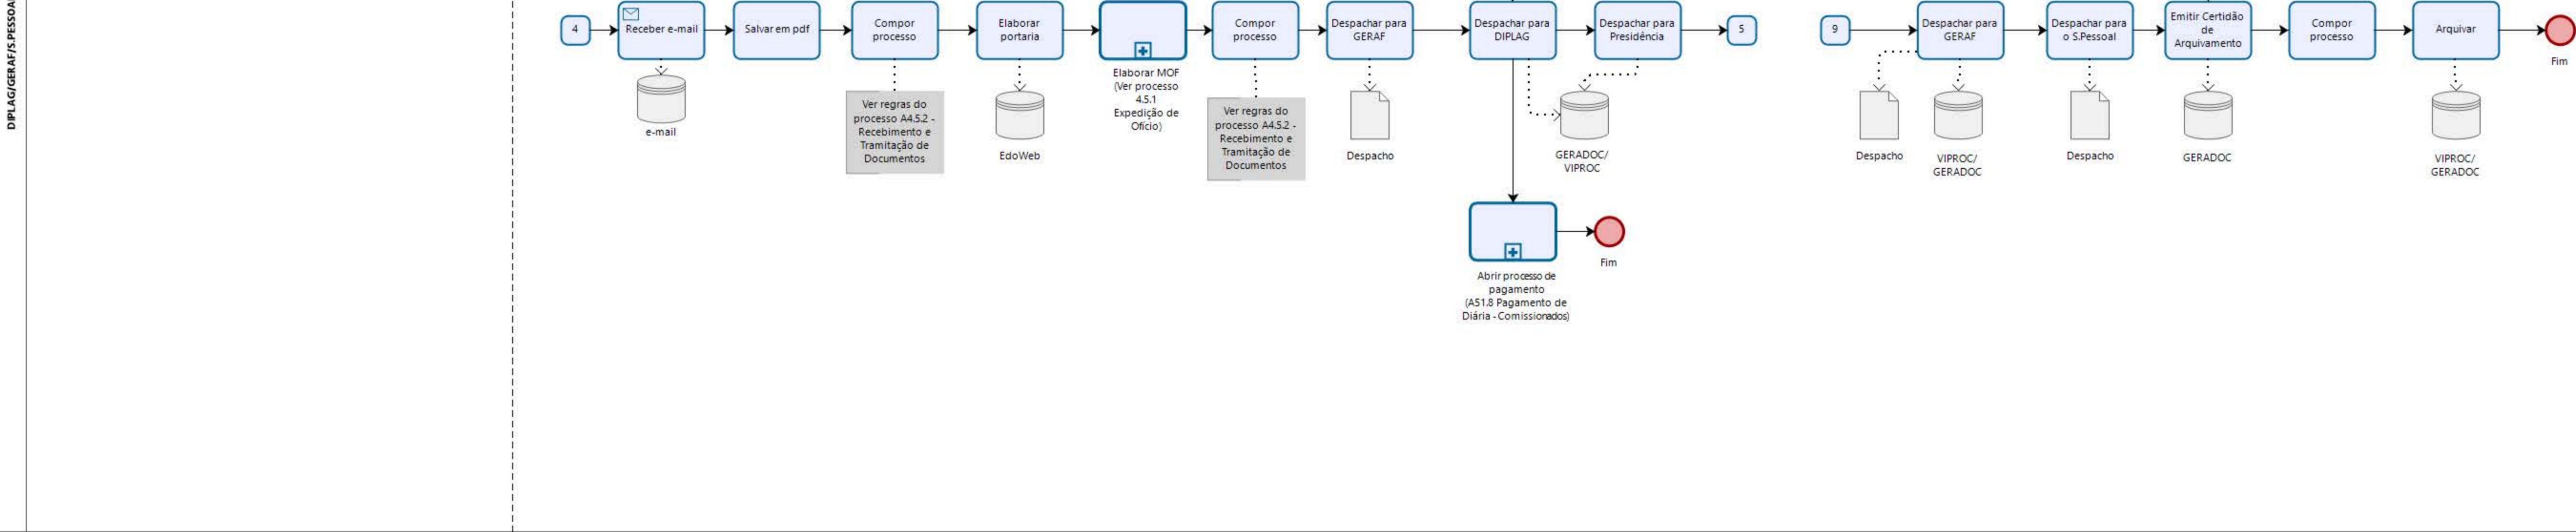 DIPLAG/GERAF/S.PESSOA
4
Receber e-mail
e-mail
Salvar em pdf
Compor
processo
Ver regras do
processo A4.5.2 -
Recebimento e
Tramitação de
Documentos
Elaborar
portaria
EdoWeb
Elaborar MOF
(Ver processo
4.5.1
Expedição de
Ofício)
Compor
processo
Ver regras do
processo A4.5.2 -
Recebimento e
Tramitação de
Documentos
Despachar para
GERAF
Despacho
Despachar para
DIPLAG
Despachar para
Presidência
GERADOC/
VIPROC
5
Abrir processo de
pagamento
(A51.8 Pagamento de
Diária - Comissionados)
Fim
9
Despachar para
GERAF
Despacho
VIPROC/
GERADOC
Despachar para
o S.Pessoal
Despacho
Emitir Certidão
de
Arquivamento
GERADOC
Compor
processo
Arquivar
VIPROC/
GERADOC
Fim